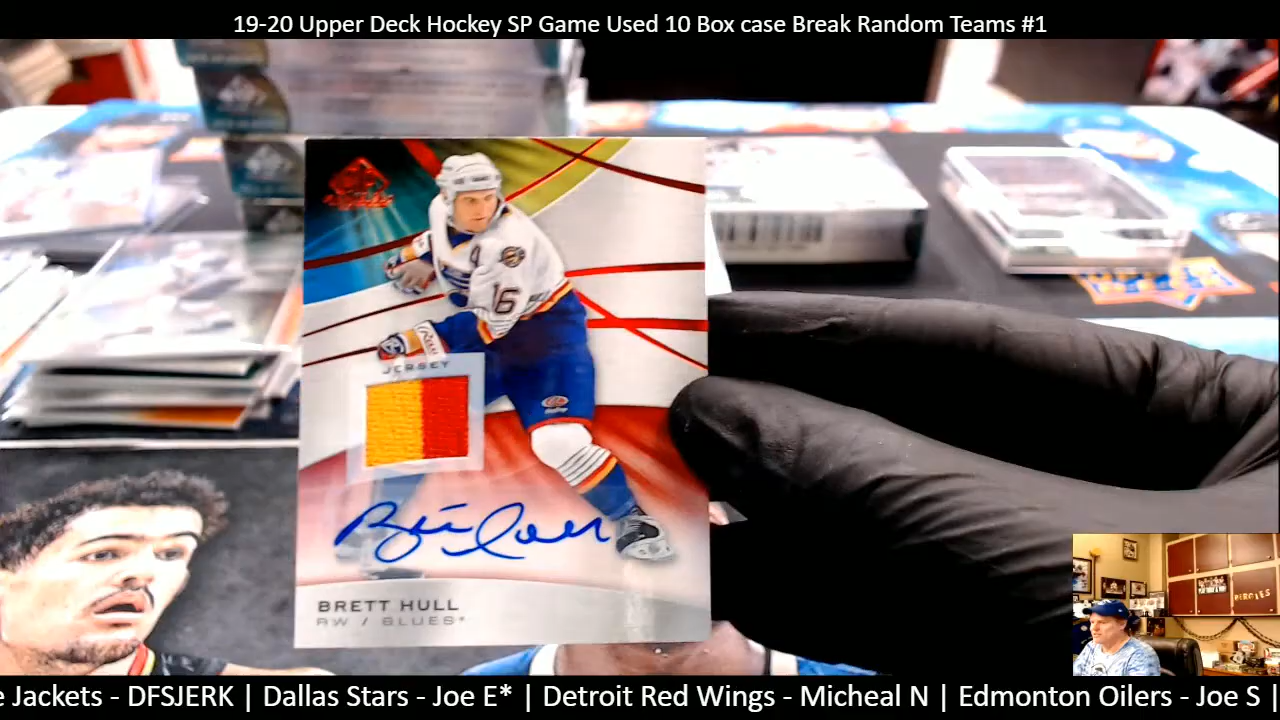 19-20 Upper Deck Hockey SP Game Used 10 Box case Break Random Teams #1
16
JERSEY
BRETT HULL
RW / BLUES*
e Jackets - DFSJERK | Dallas Stars - Joe E* | Detroit Red Wings - Micheal N | Edmonton Oilers - Joe S |